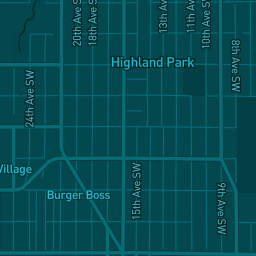 20th Ave S
18th Ave SW
13th Ave
11th Ave
10th Ave SW
8th Ave SW
Highland Park
24th Ave SW
Village
Burger Boss
15th Ave SW
9th Ave SW